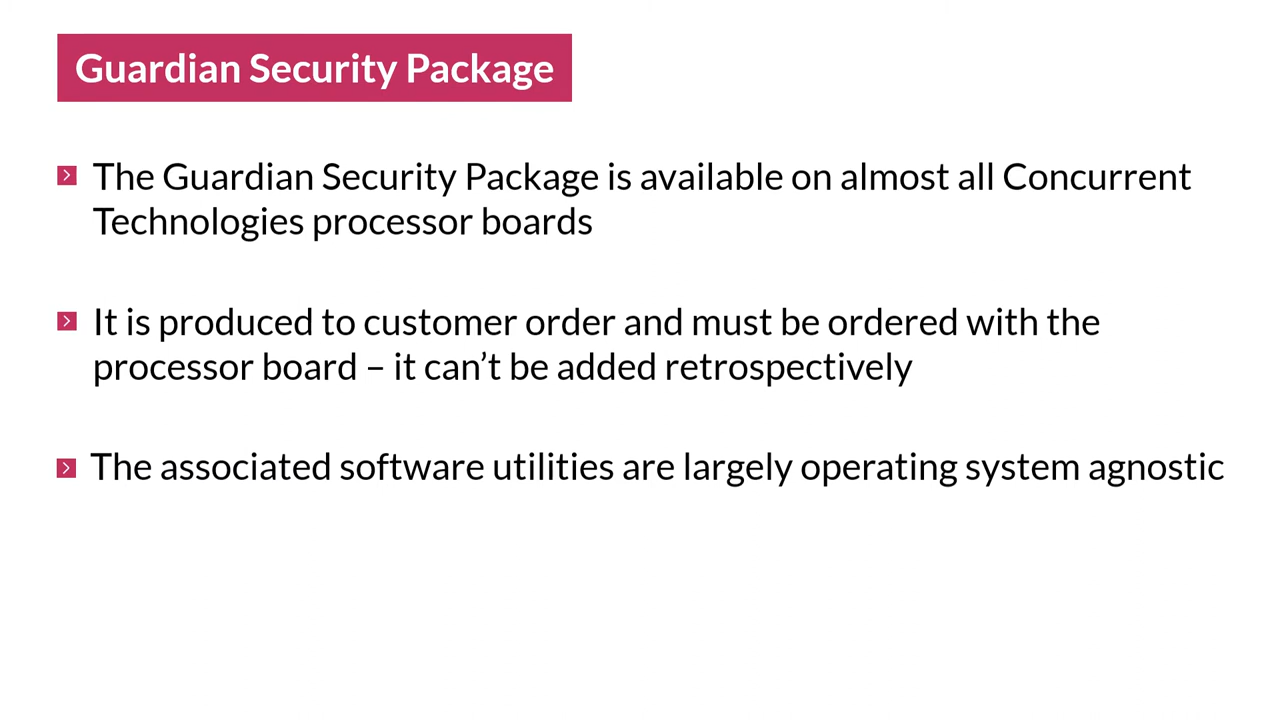 Guardian Security Package
The Guardian Security Package is available on almost all Concurrent
Technologies processor boards
It is produced to customer order and must be ordered with the
processor board – it can’t be added retrospectively
The associated software utilities are largely operating system agnostic